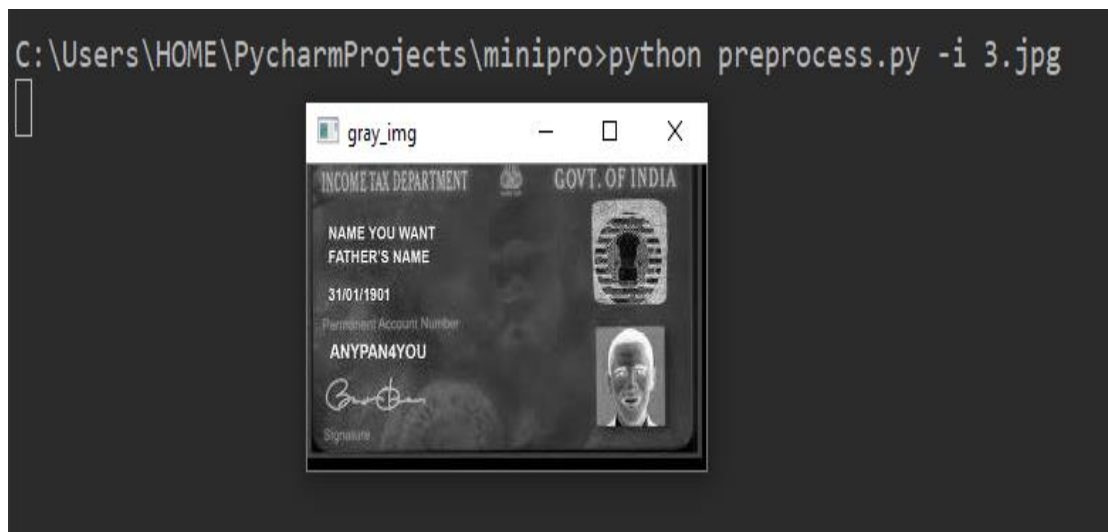 C:\Users\HOME\PycharmProjects\minipro>python preprocess.py -i 3.jpg
gray_img
INCOME TAX DEPARTMENT GOVT. OF INDIA
NAME YOU WANT
FATHER'S NAME
31/01/1901
Permanent Account Number
ANYPAN4YOU
Signature